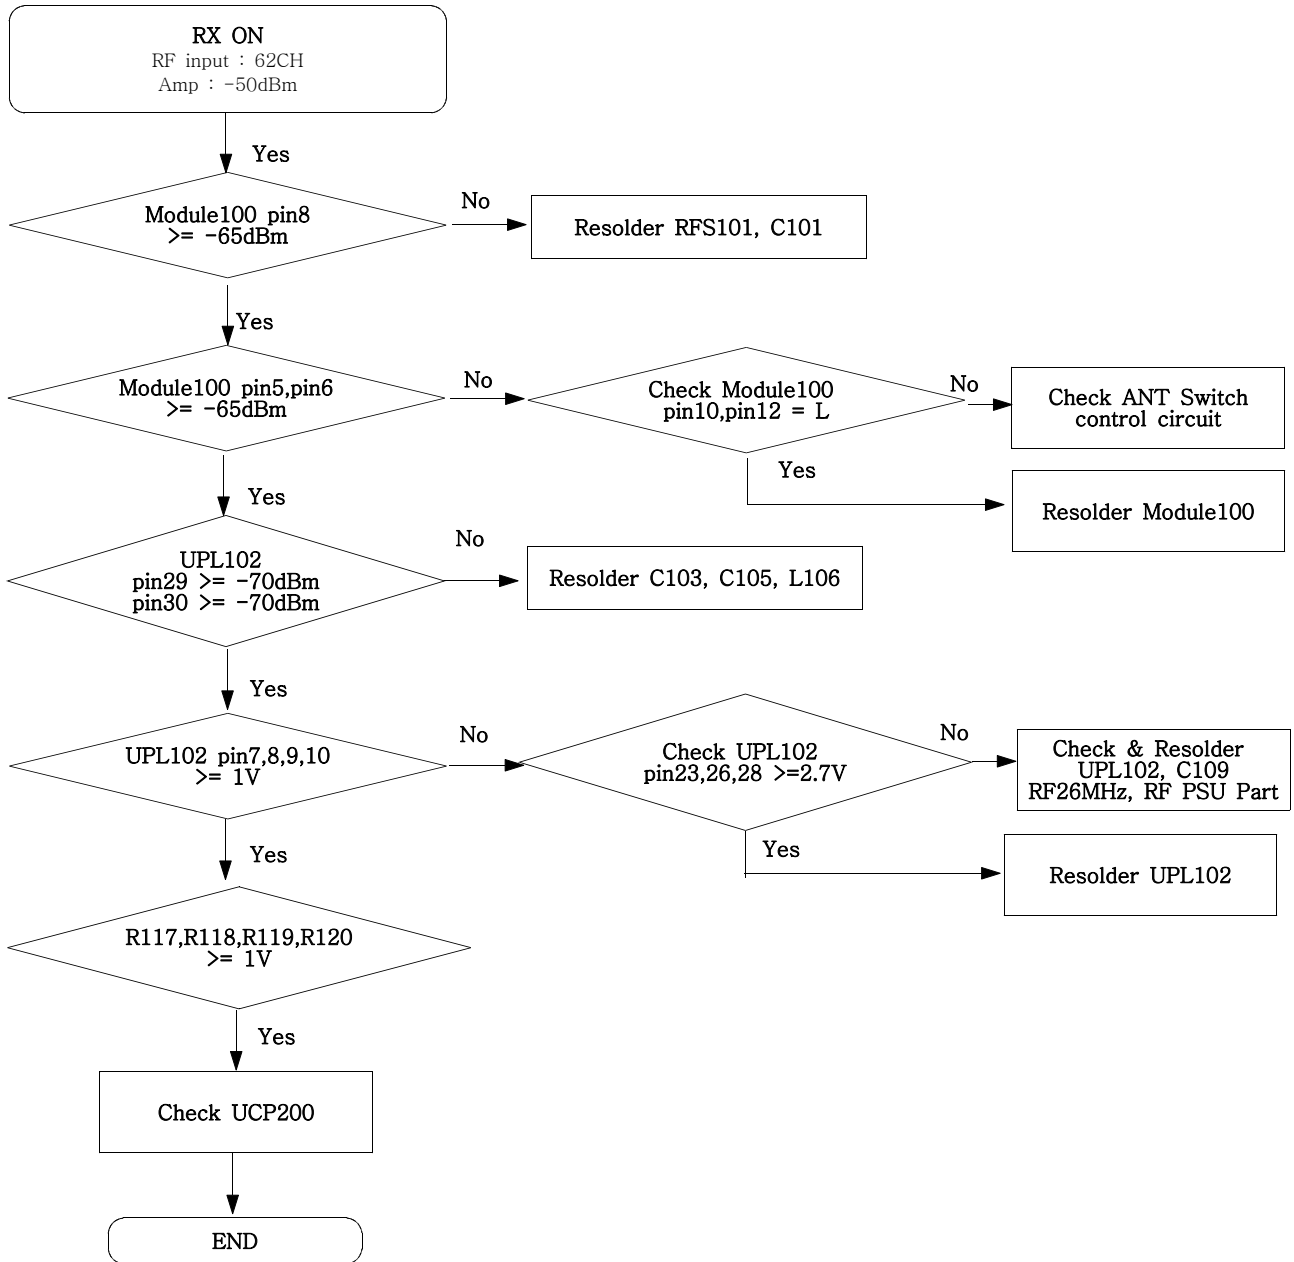 RX ON
RF input : 62CH
Amp : -50dBm
Yes
Module100 pin8
>= -65dBm
No
Resolder RFS101, C101
Yes
Module100 pin5,pin6
>= -65dBm
No
Check Module100
pin10,pin12 = L
No
Check ANT Switch
control circuit
Yes
Resolder Module100
Yes
UPL102
pin29 >= -70dBm
pin30 >= -70dBm
No
Resolder C103, C105, L106
Yes
UPL102 pin7,8,9,10
>= 1V
No
Check UPL102
pin23,26,28 >=2.7V
No
Check & Resolder
UPL102, C109
RF26MHz, RF PSU Part
Yes
Resolder UPL102
Yes
R117,R118,R119,R120
>= 1V
Yes
Check UCP200
END